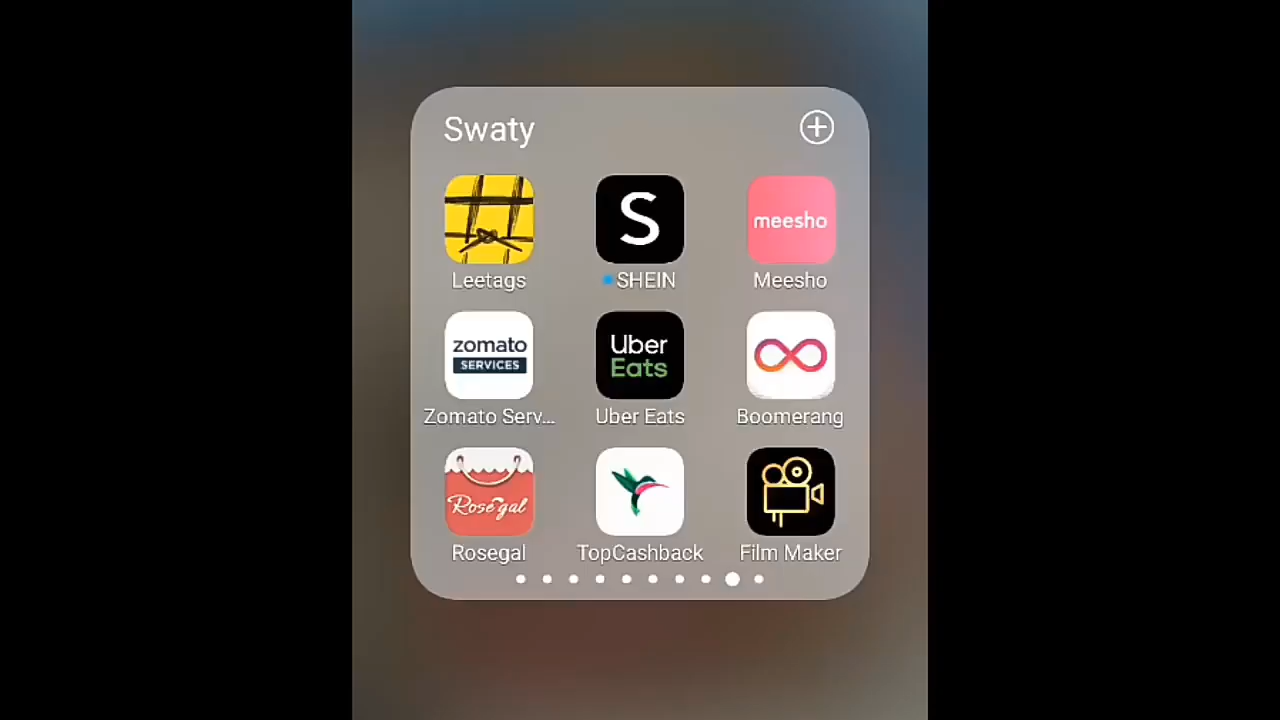 Swaty
Leetags
S
SHEIN
meesho
Meesho
zomato
SERVICES
Zomato Serv...
Uber
Eats
Uber Eats
Boomerang
Rosegal
Rosegal
TopCashback
Film Maker